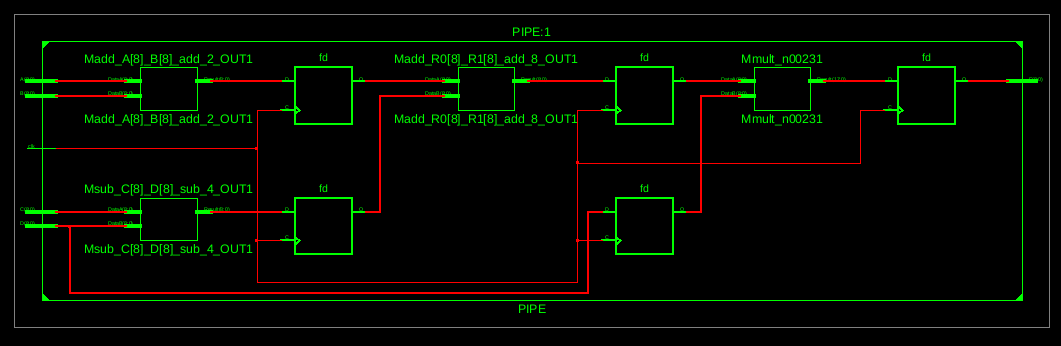 PIPE:1
Madd_A[8]_B[8]_add_2_OUT1
fd
Madd_R0[8]_R1[8]_add_8_OUT1
fd
Mmult_n00231
fd
D
Q
D
Q
D
Q
C
C
C
Madd_A[8]_B[8]_add_2_OUT1
Madd_R0[8]_R1[8]_add_8_OUT1
Mmult_n00231
clk
Msub_C[8]_D[8]_sub_4_OUT1
fd
fd
D
Q
D
Q
C
C
Msub_C[8]_D[8]_sub_4_OUT1
PIPE